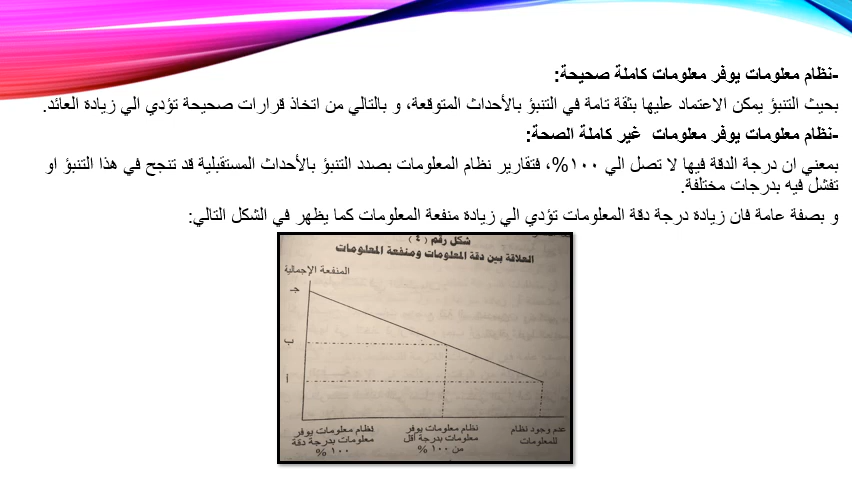 -نظام معلومات يوفر معلومات كاملة صحيحة:
بحيث التنبؤ يمكن الاعتماد عليها بثقة تامة في التنبؤ بالأحداث المتوقعة، و بالتالي من اتخاذ قرارات صحيحة تؤدي الي زيادة العائد.
-نظام معلومات يوفر معلومات غير كاملة الصحة:
بمعني ان درجة الدقة فيها لا تصل الي ١٠٠%، فتقارير نظام المعلومات بصدد التنبؤ بالأحداث المستقبلية قد تنجح في هذا التنبؤ او
تفشل فيه بدرجات مختلفة.
و بصفة عامة فان زيادة درجة دقة المعلومات تؤدي الي زيادة منفعة المعلومات كما يظهر في الشكل التالي:
شكل رقم ( ٤ )
العلاقة بين دقة المعلومات ومنفعة المعلومات
المنفعة الإجمالية
جـ
ب
أ
عدم وجود نظام
للمعلومات
نظام معلومات يوفر
معلومات بدرجة أقل
من ١٠٠ %
نظام معلومات يوفر
معلومات بدرجة دقة
١٠٠ %